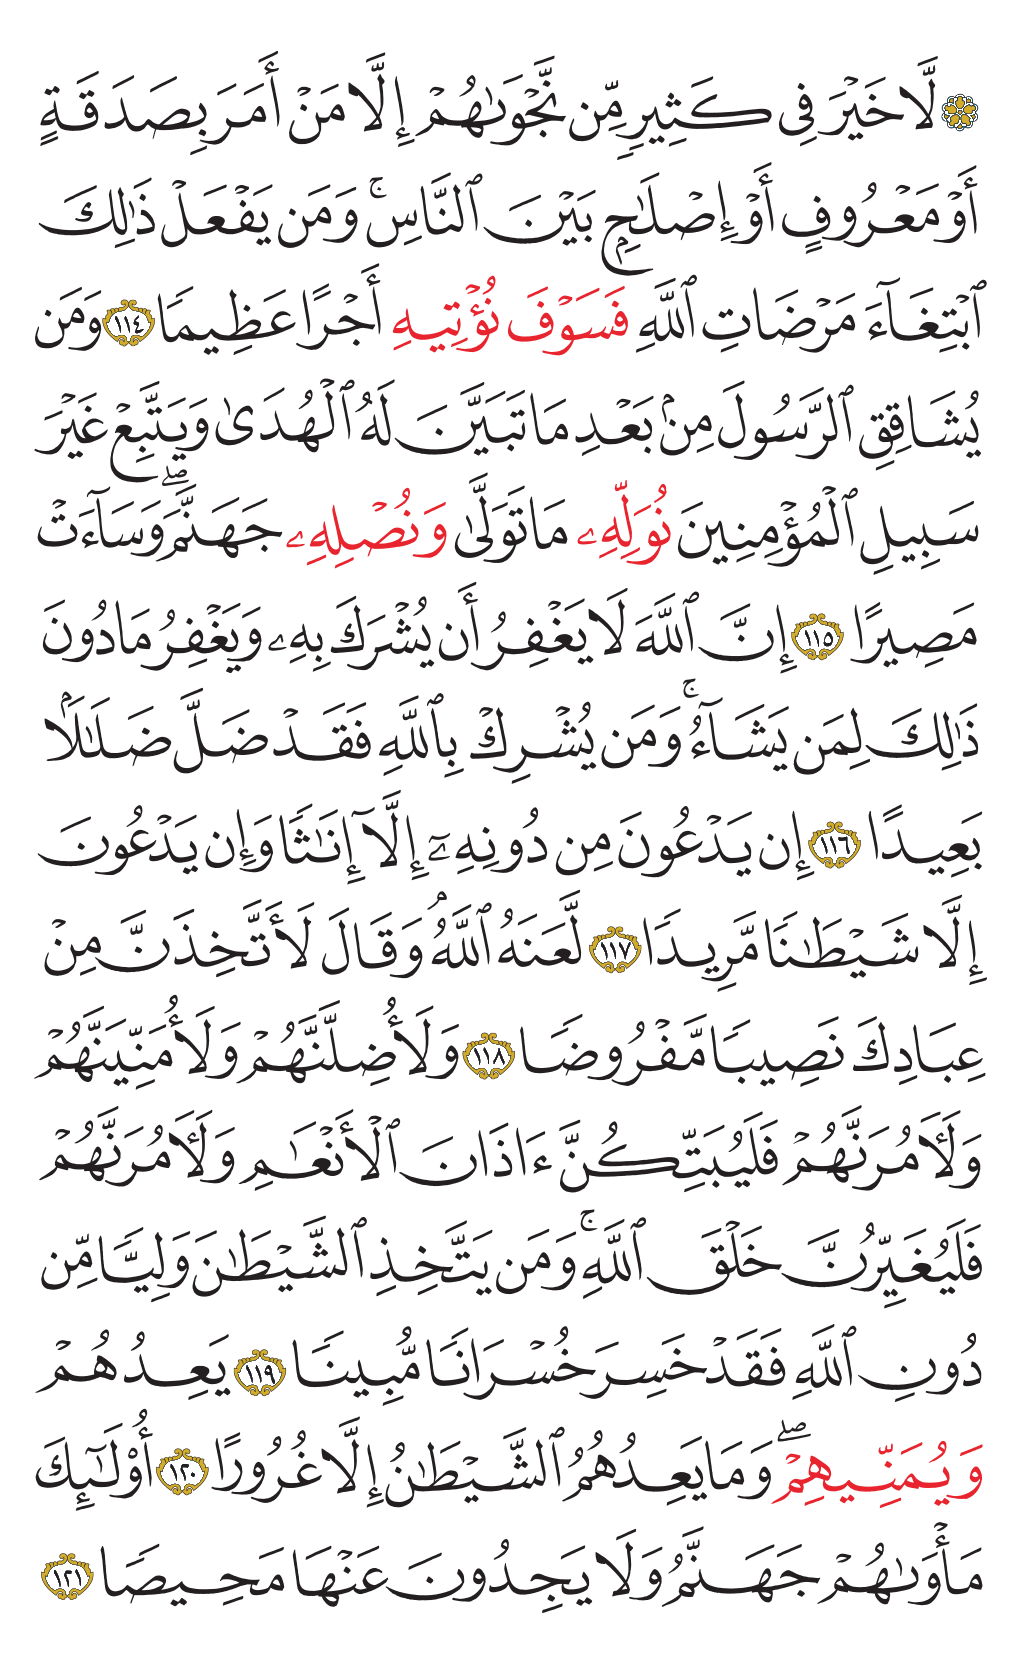 ۞ لَّا خَيْرَ فِي كَثِيرٍ مِّن نَّجْوَىٰهُمْ إِلَّا مَنْ أَمَرَ بِصَدَقَةٍ
أَوْ مَعْرُوفٍ أَوْ إِصْلَٰحٍۭ بَيْنَ ٱلنَّاسِۚ وَمَن يَفْعَلْ ذَٰلِكَ
ٱبْتِغَآءَ مَرْضَاتِ ٱللَّهِ فَسَوْفَ نُؤْتِيهِ أَجْرًا عَظِيمًا ١١٤ وَمَن
يُشَاقِقِ ٱلرَّسُولَ مِنۢ بَعْدِ مَا تَبَيَّنَ لَهُ ٱلْهُدَىٰ وَيَتَّبِعْ غَيْرَ
سَبِيلِ ٱلْمُؤْمِنِينَ نُوَلِّهِۦ مَا تَوَلَّىٰ وَنُصْلِهِۦ جَهَنَّمَۖ وَسَآءَتْ
مَصِيرًا ١١٥ إِنَّ ٱللَّهَ لَا يَغْفِرُ أَن يُشْرَكَ بِهِۦ وَيَغْفِرُ مَا دُونَ
ذَٰلِكَ لِمَن يَشَآءُۚ وَمَن يُشْرِكْ بِٱللَّهِ فَقَدْ ضَلَّ ضَلَٰلًۢا
بَعِيدًا ١١٦ إِن يَدْعُونَ مِن دُونِهِۦٓ إِلَّآ إِنَٰثًا وَإِن يَدْعُونَ
إِلَّا شَيْطَٰنًا مَّرِيدًا ١١٧ لَّعَنَهُ ٱللَّهُۘ وَقَالَ لَأَتَّخِذَنَّ مِنْ
عِبَادِكَ نَصِيبًا مَّفْرُوضًا ١١٨ وَلَأُضِلَّنَّهُمْ وَلَأُمَنِّيَنَّهُمْ
وَلَأٓمُرَنَّهُمْ فَلَيُبَتِّكُنَّ ءَاذَانَ ٱلْأَنْعَٰمِ وَلَأٓمُرَنَّهُمْ
فَلَيُغَيِّرُنَّ خَلْقَ ٱللَّهِۚ وَمَن يَتَّخِذِ ٱلشَّيْطَٰنَ وَلِيًّا مِّن
دُونِ ٱللَّهِ فَقَدْ خَسِرَ خُسْرَانًا مُّبِينًا ١١٩ يَعِدُهُمْ
وَيُمَنِّيهِمْۖ وَمَا يَعِدُهُمُ ٱلشَّيْطَٰنُ إِلَّا غُرُورًا ١٢٠ أُوْلَٰٓئِكَ
مَأْوَىٰهُمْ جَهَنَّمُ وَلَا يَجِدُونَ عَنْهَا مَحِيصًا ١٢١